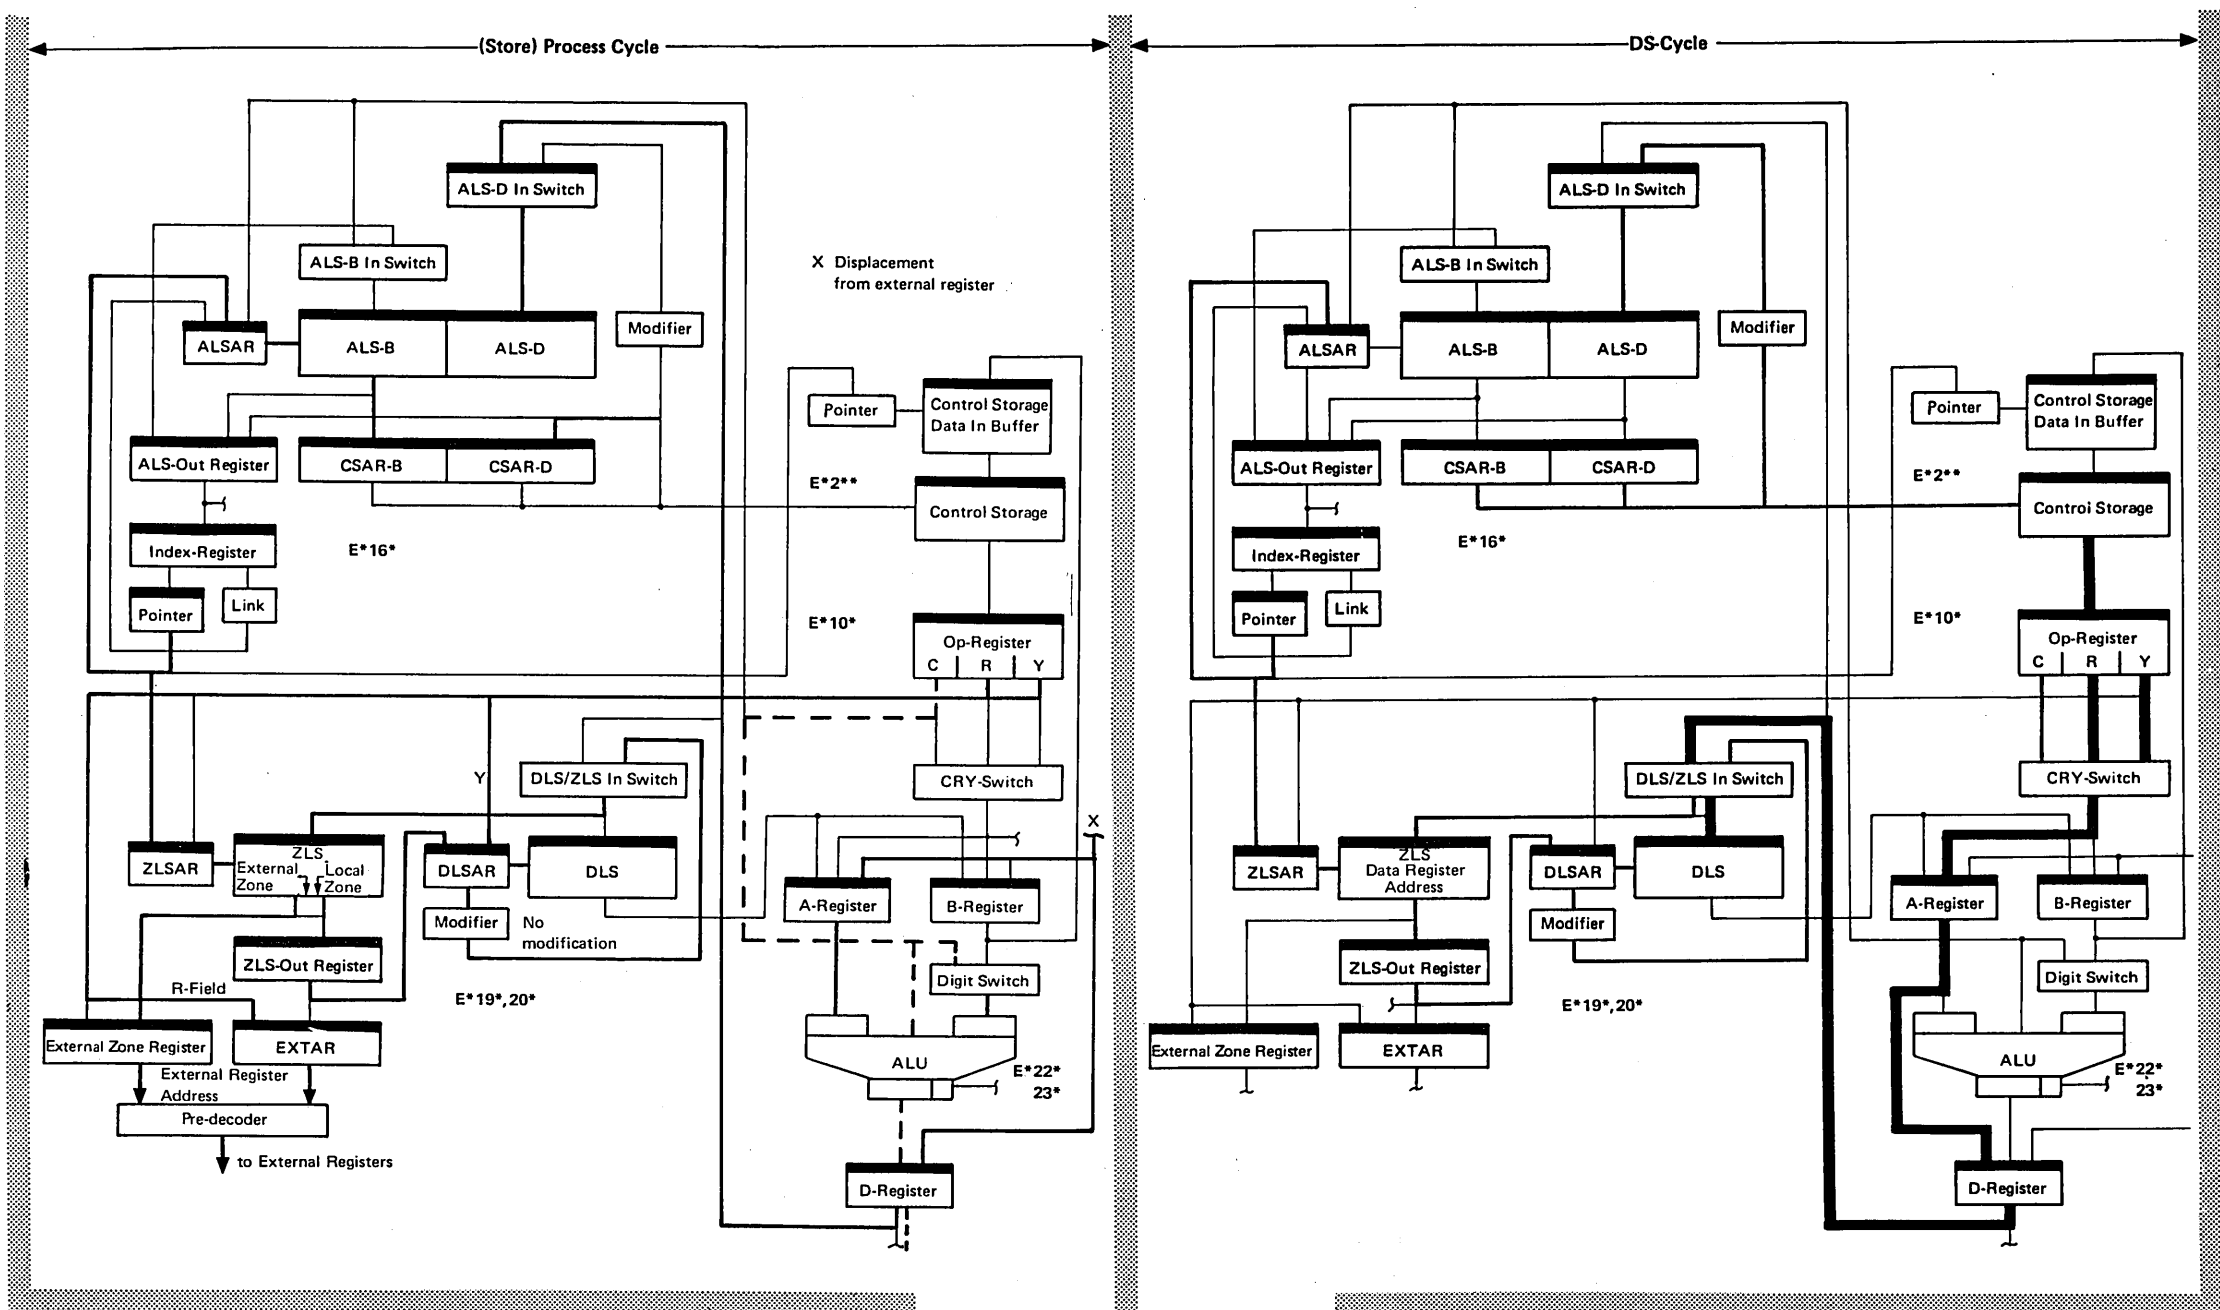 (Store) Process Cycle
ALS-D In Switch
ALS-B In Switch
X Displacement
from external register
ALSAR
ALS-B
ALS-D
Modifier
Pointer
Control Storage
Data In Buffer
ALS-Out Register
CSAR-B
CSAR-D
E*2**
Control Storage
Index-Register
E*16*
Pointer
Link
E*10*
Op-Register
C | R | Y
Y
DLS/ZLS In Switch
CRY-Switch
X
ZLSAR
ZLS
External
Zone
Local
Zone
DLSAR
DLS
A-Register
B-Register
Modifier
No
modification
ZLS-Out Register
Digit Switch
R-Field
E*19*, 20*
External Zone Register
EXTAR
ALU
E*22*
23*
External Register
Address
Pre-decoder
to External Registers
D-Register
DS-Cycle
ALS-D In Switch
ALS-B In Switch
ALSAR
ALS-B
ALS-D
Modifier
Pointer
Control Storage
Data In Buffer
ALS-Out Register
CSAR-B
CSAR-D
E*2**
Control Storage
Index-Register
E*16*
Pointer
Link
E*10*
Op-Register
C | R | Y
DLS/ZLS In Switch
CRY-Switch
ZLSAR
ZLS
Data Register
Address
DLSAR
DLS
A-Register
B-Register
Modifier
ZLS-Out Register
Digit Switch
E*19*, 20*
External Zone Register
EXTAR
ALU
E*22*
23*
D-Register